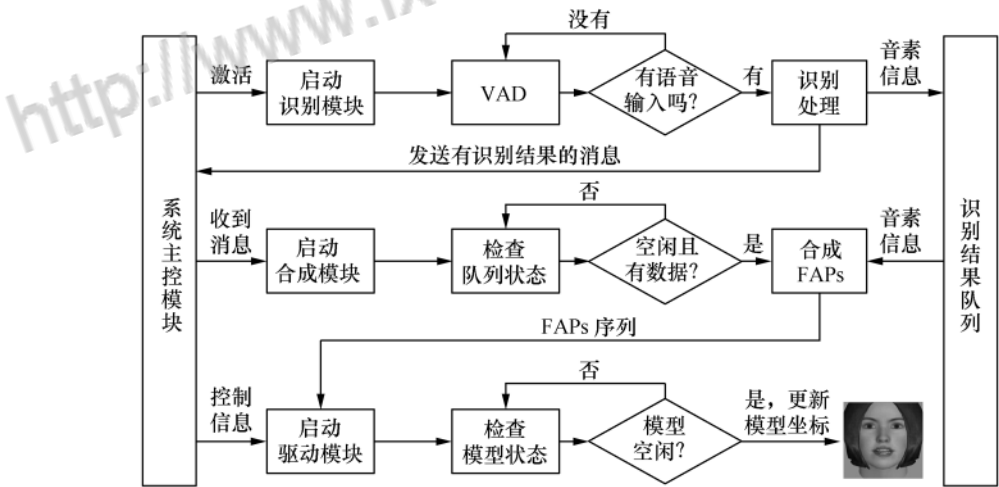 http://www.
没有
激活
启动
识别模块
VAD
有语音
输入吗?
有
识别
处理
音素
信息
发送有识别结果的消息
系统主控模块
识别结果队列
收到
消息
启动
合成模块
否
检查
队列状态
空闲且
有数据?
是
合成
FAPs
音素
信息
FAPs 序列
控制
信息
启动
驱动模块
否
检查
模型状态
模型
空闲?
是，更新
模型坐标